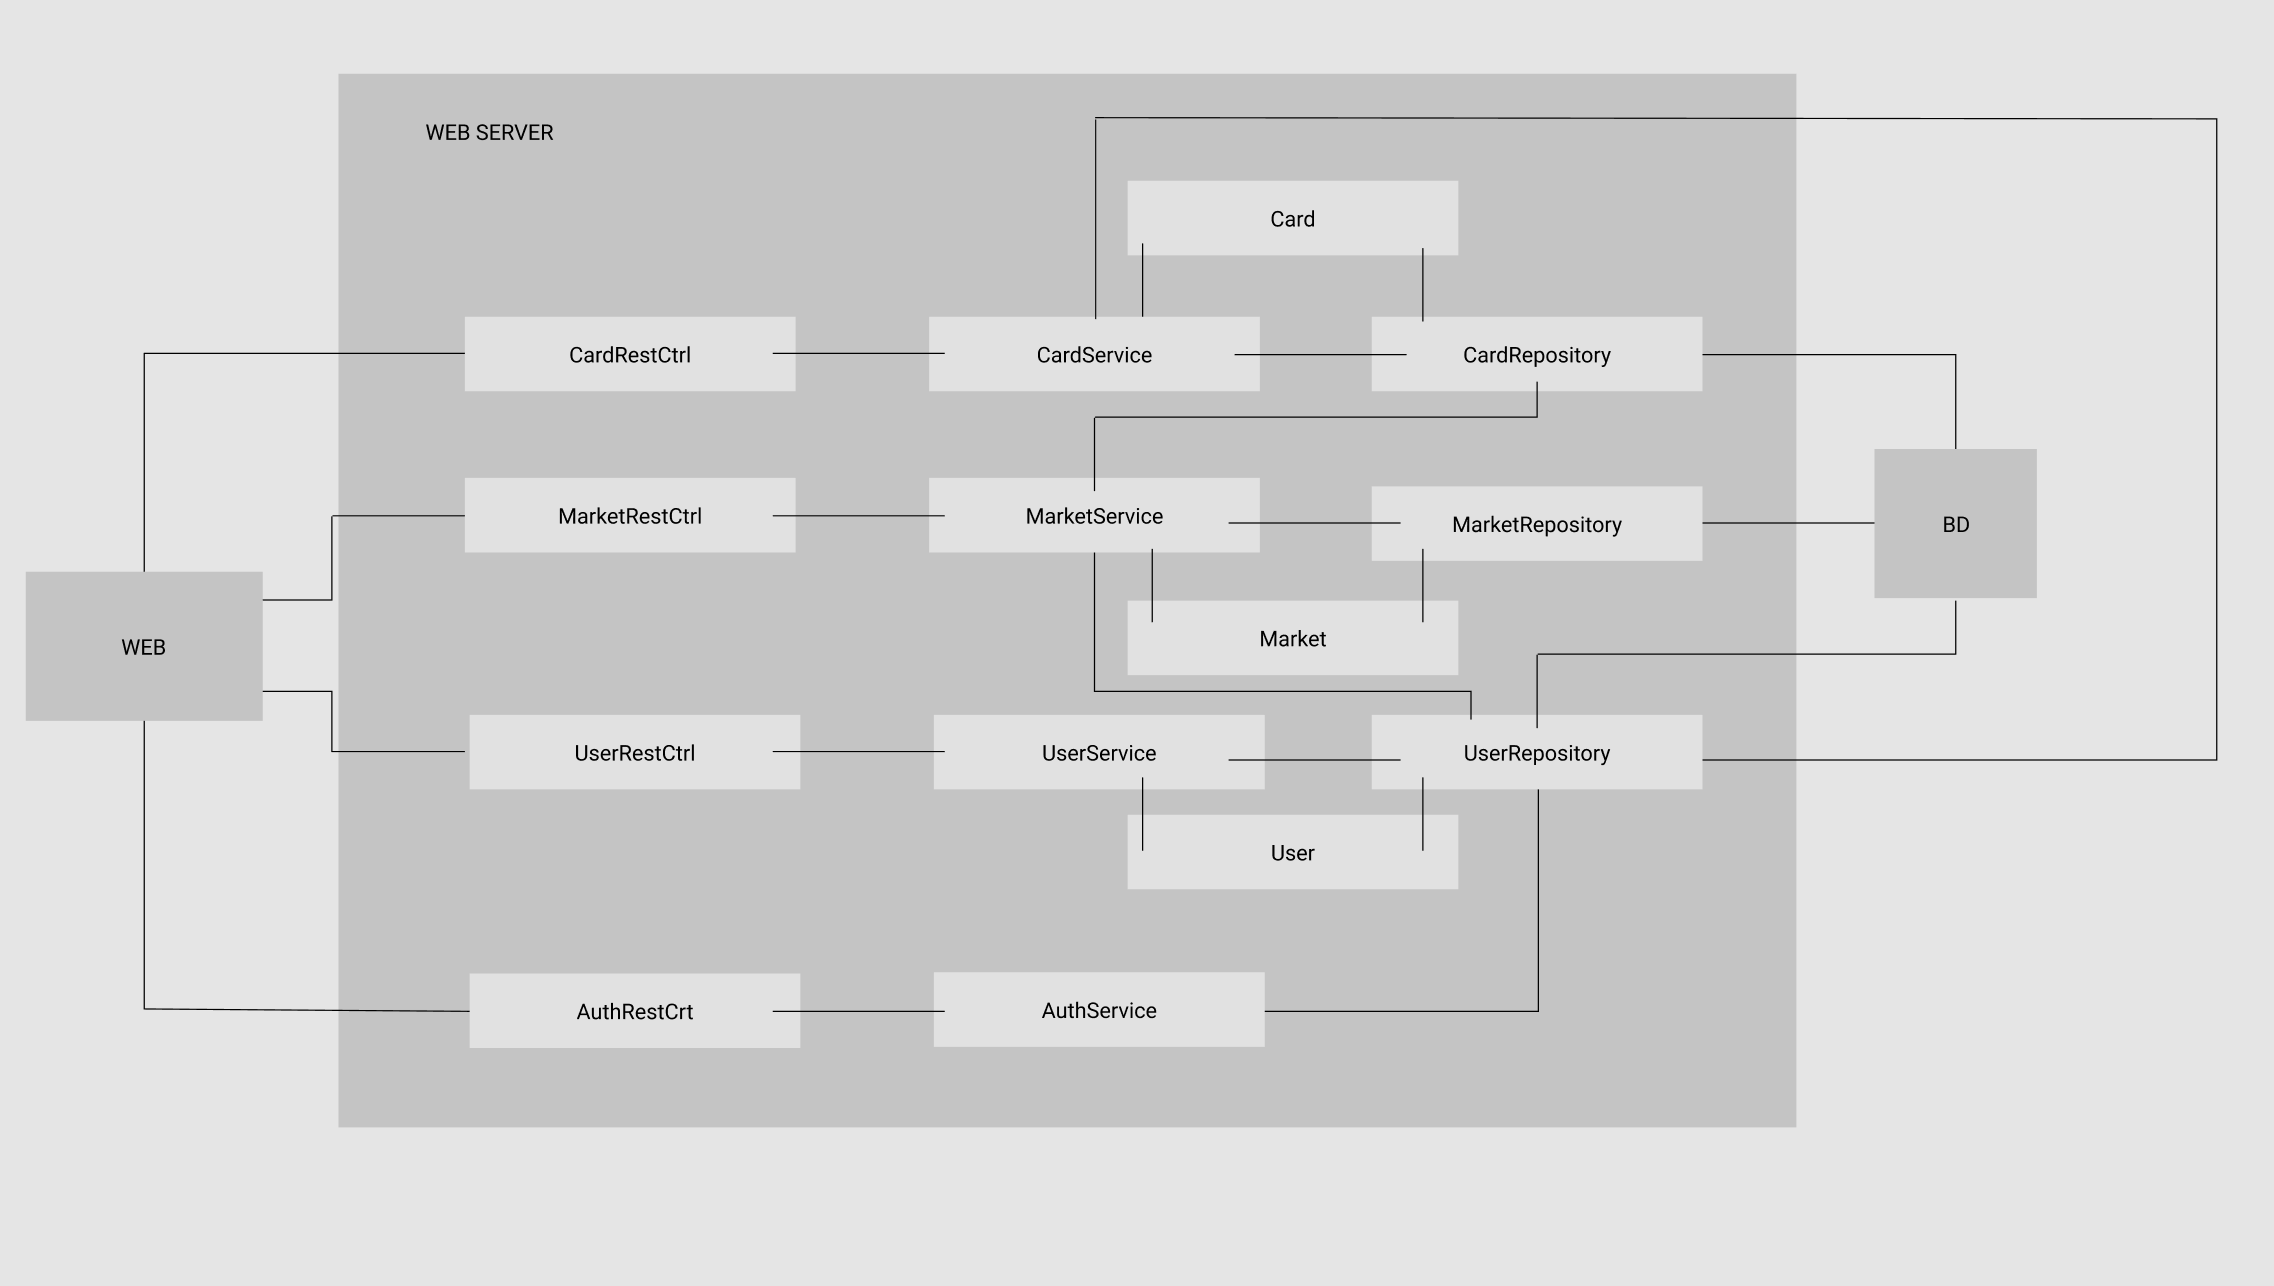 WEB SERVER
Card
CardRestCtrl
CardService
CardRepository
MarketRestCtrl
MarketService
MarketRepository
BD
WEB
Market
UserRestCtrl
UserService
UserRepository
User
AuthRestCrt
AuthService